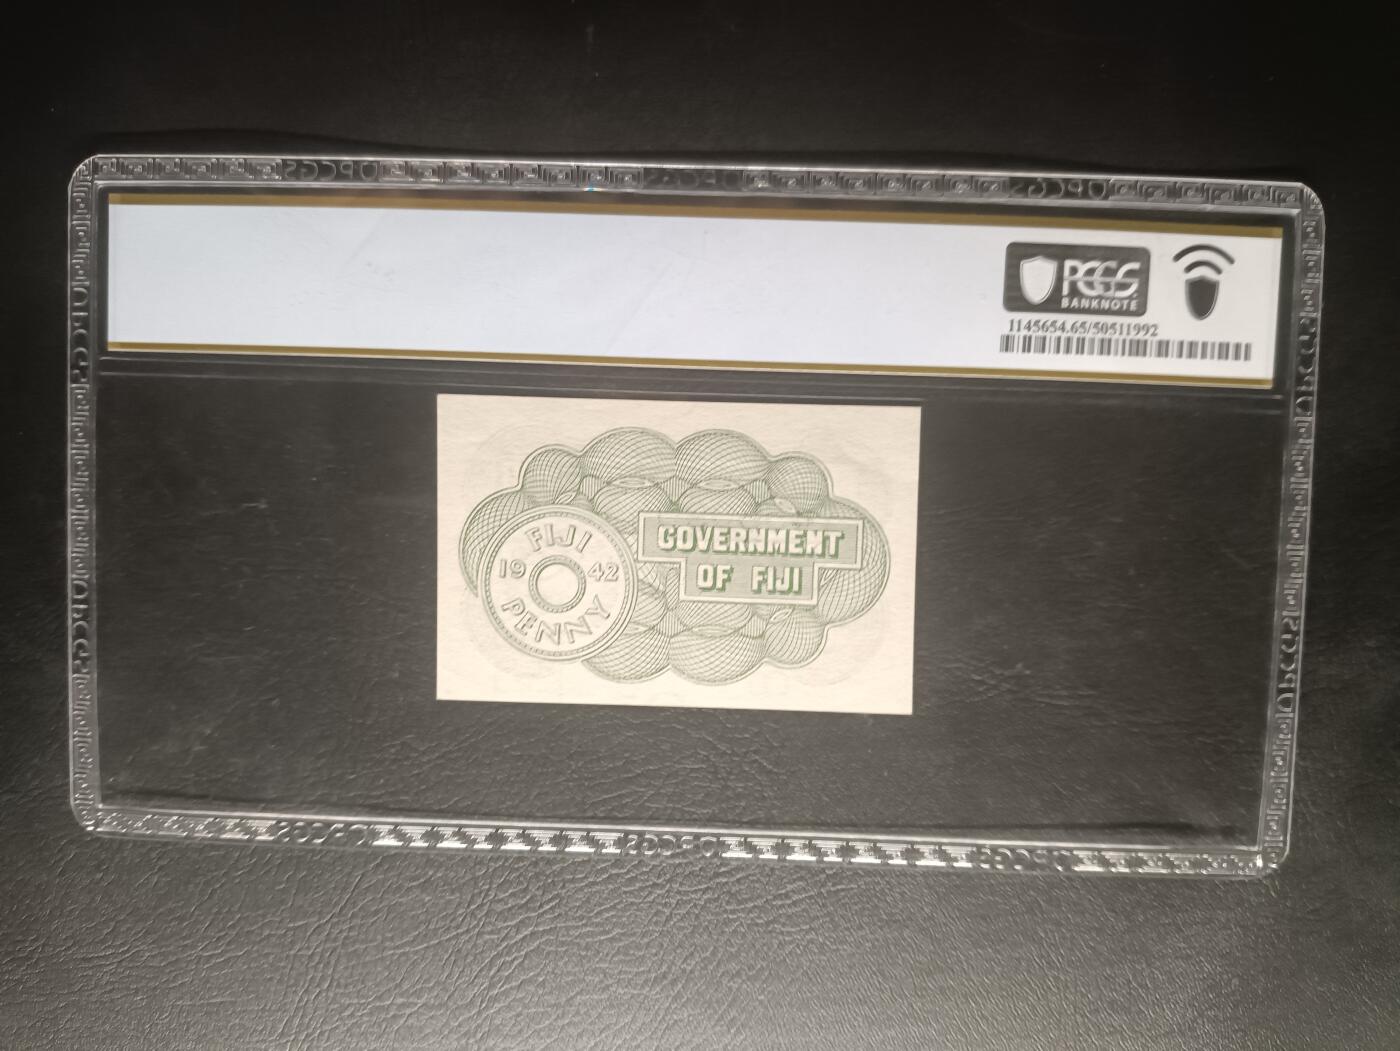 PCGS
BANKNOTE
1145654.65/50511992
FIJI
19 42
PENNY
GOVERNMENT
OF FIJI